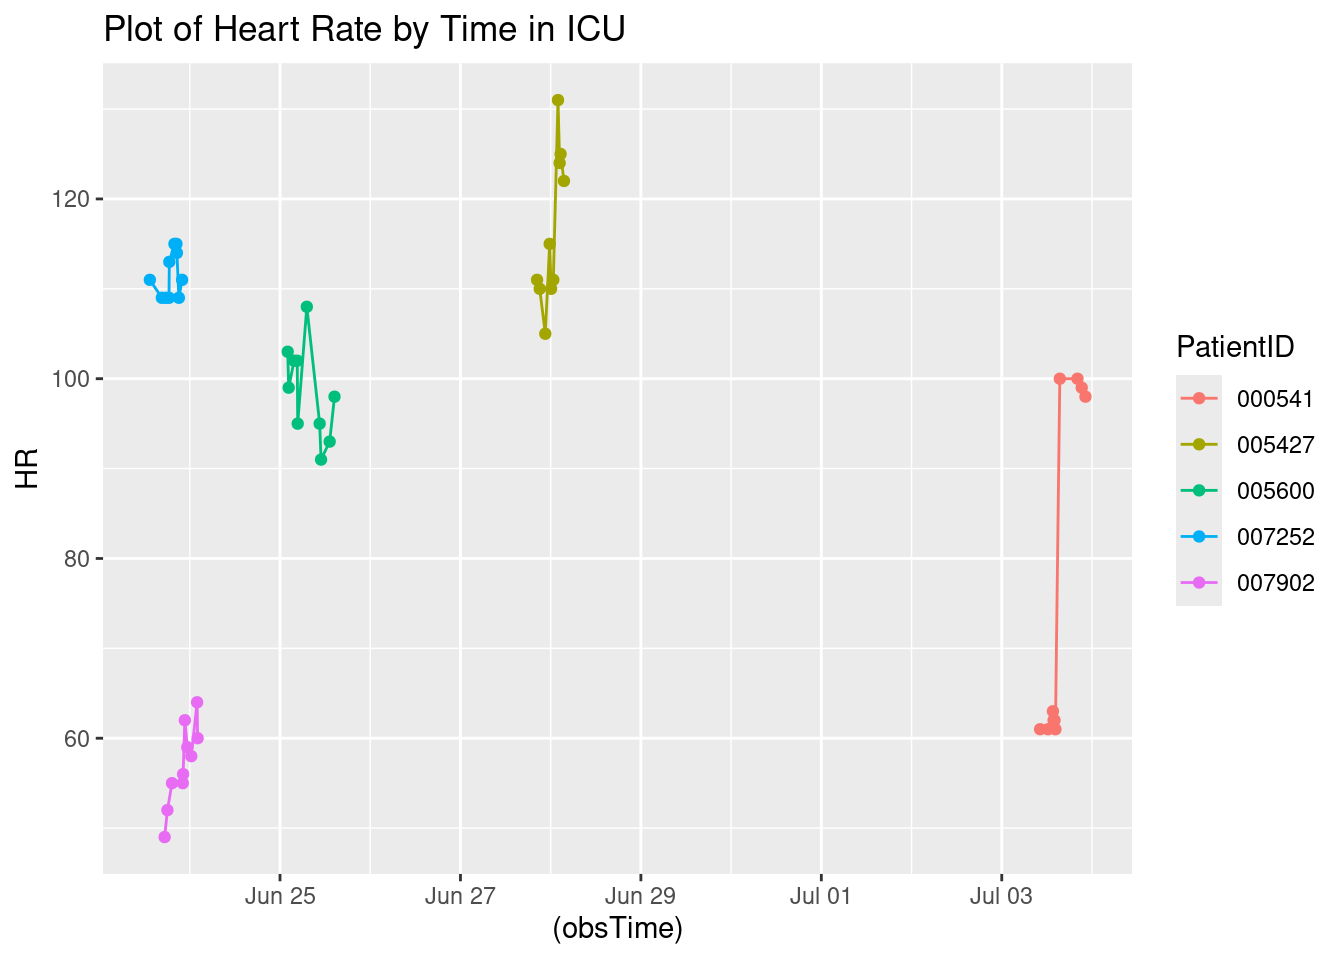 Plot of Heart Rate by Time in ICU
HR
120
100
80
60
Jun 25
Jun 27
Jun 29
Jul 01
Jul 03
(obsTime)
PatientID
000541
005427
005600
007252
007902